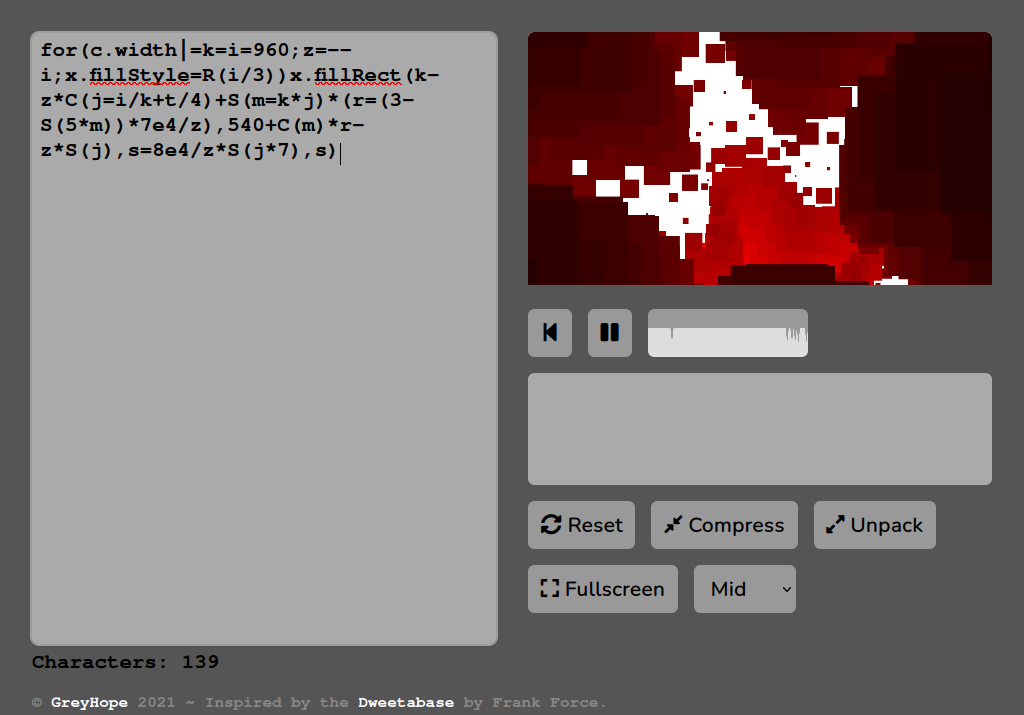 for(c.width|=k=i=960;z=--
i;x.fillStyle=R(i/3))x.fillRect(k-
z*C(j=i/k+t/4)+S(m=k*j)*(r=(3-
S(5*m))*7e4/z),540+C(m)*r-
z*S(j),s=8e4/z*S(j*7),s)
Reset
Compress
Unpack
Fullscreen
Mid
Characters: 139
© GreyHope 2021 ~ Inspired by the Dweetabase by Frank Force.